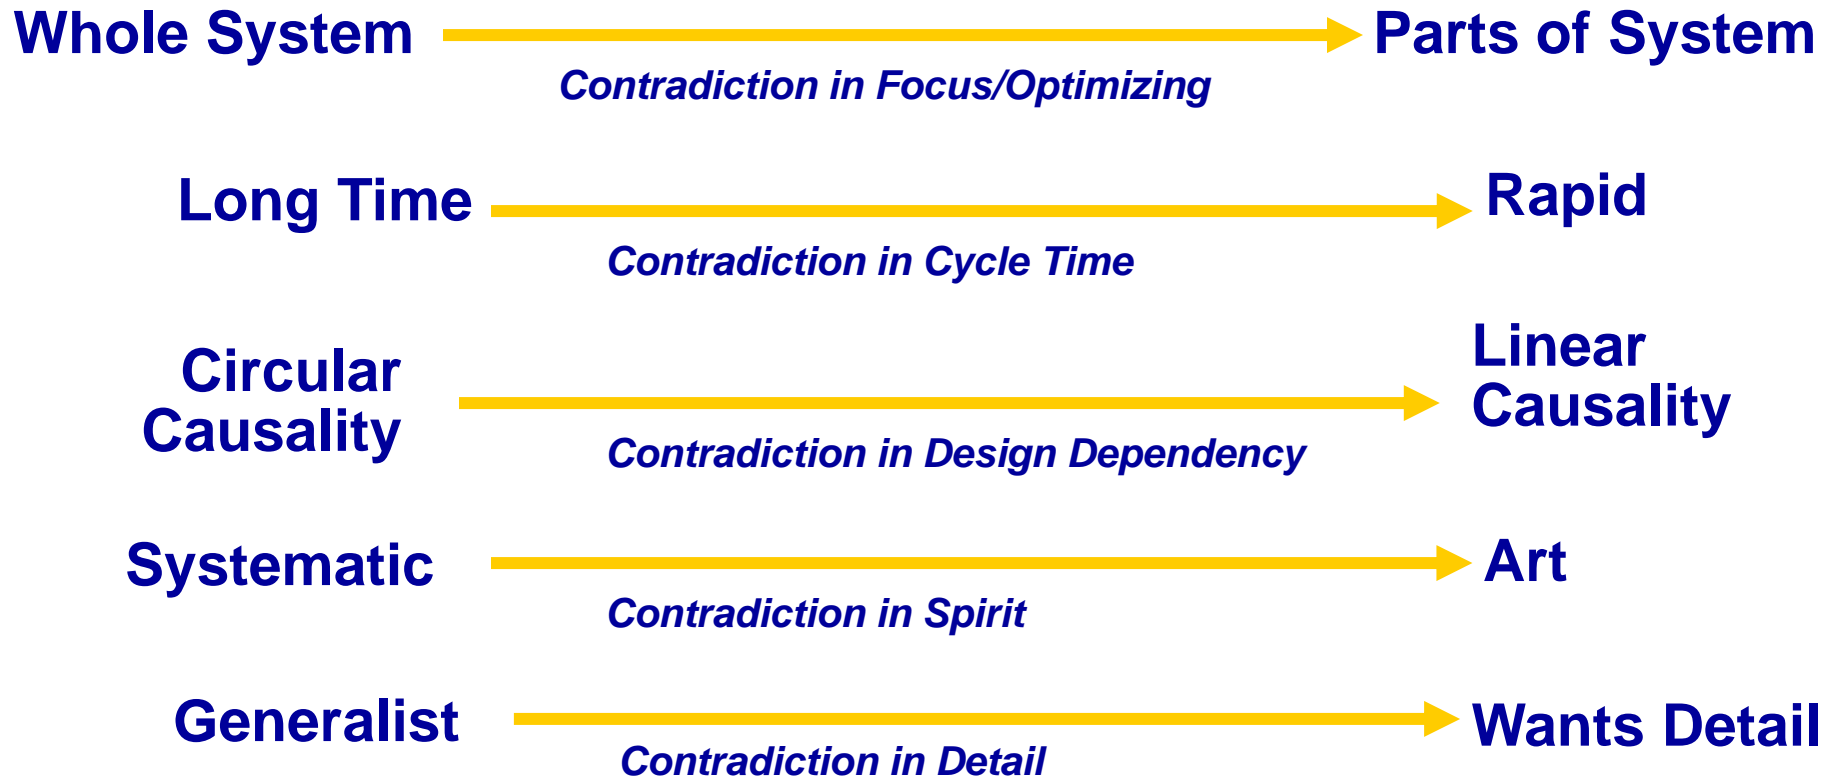 Whole System
Parts of System
Contradiction in Focus/Optimizing
Long Time
Rapid
Contradiction in Cycle Time
Circular
Causality
Linear
Causality
Contradiction in Design Dependency
Systematic
Art
Contradiction in Spirit
Generalist
Wants Detail
Contradiction in Detail